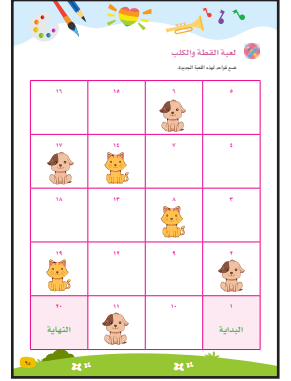 لعبة القطة والكلب
ضع قواعد لهذه اللعبة الجديدة.
١٦ ١٥ ٦ ٥
١٧ ١٤ ٧ ٤
١٨ ١٣ ٨ ٣
١٩ ١٢ ٩ ٢
٢٠ ١١ ١٠ ١
النهاية البداية